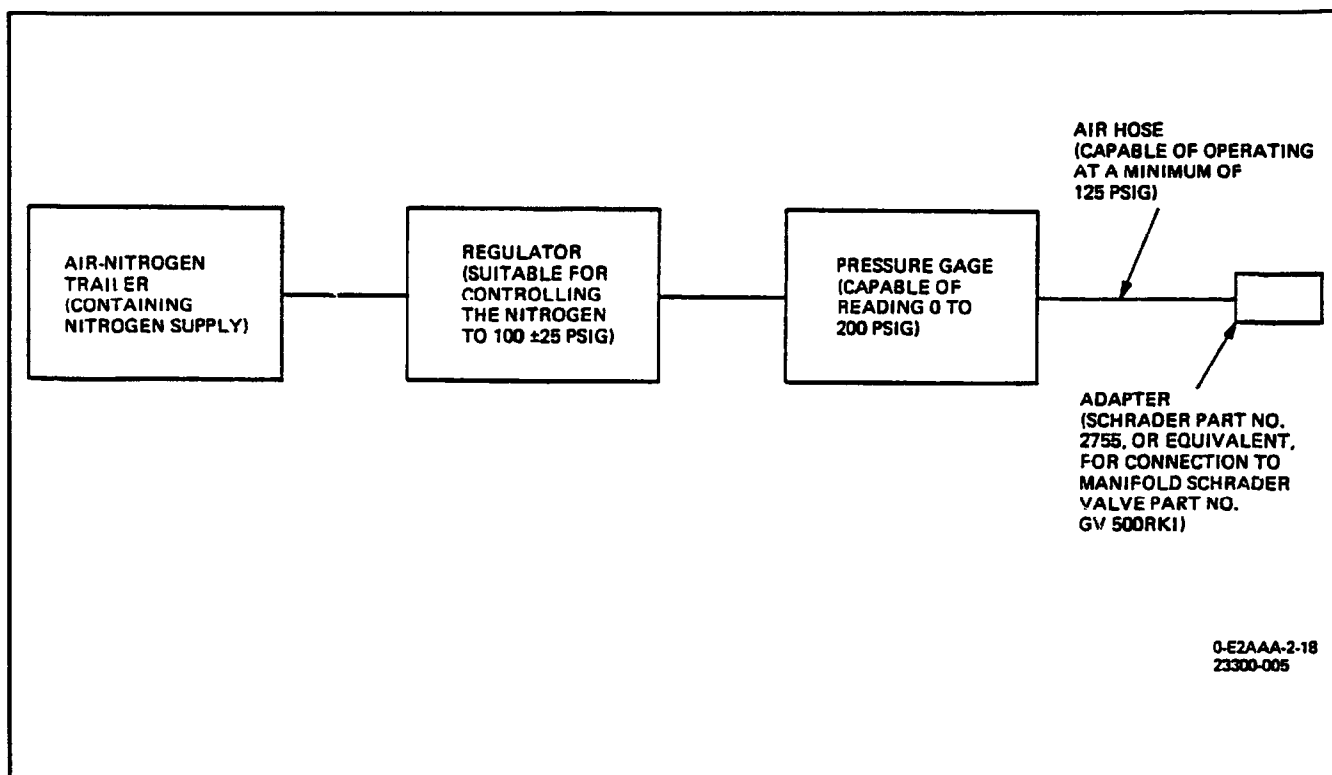 AIR-NITROGEN
TRAILER
(CONTAINING
NITROGEN SUPPLY)
REGULATOR
(SUITABLE FOR
CONTROLLING
THE NITROGEN
TO 100 ±25 PSIG)
PRESSURE GAGE
(CAPABLE OF
READING 0 TO
200 PSIG)
AIR HOSE
(CAPABLE OF OPERATING
AT A MINIMUM OF
125 PSIG)
ADAPTER
(SCHRADER PART NO.
2755, OR EQUIVALENT,
FOR CONNECTION TO
MANIFOLD SCHRADER
VALVE PART NO.
GV 500RKI)
0-E2AAA-2-18
23300-005